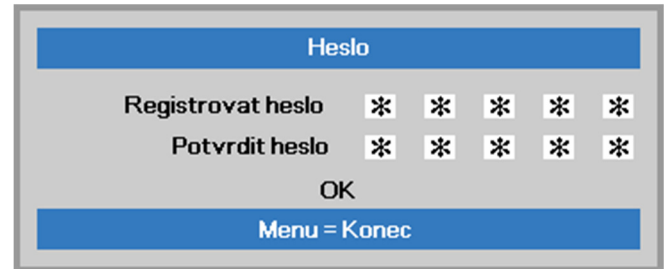 Heslo
Registrovat heslo * * * * *
Potvrdit heslo * * * * *
OK
Menu = Konec